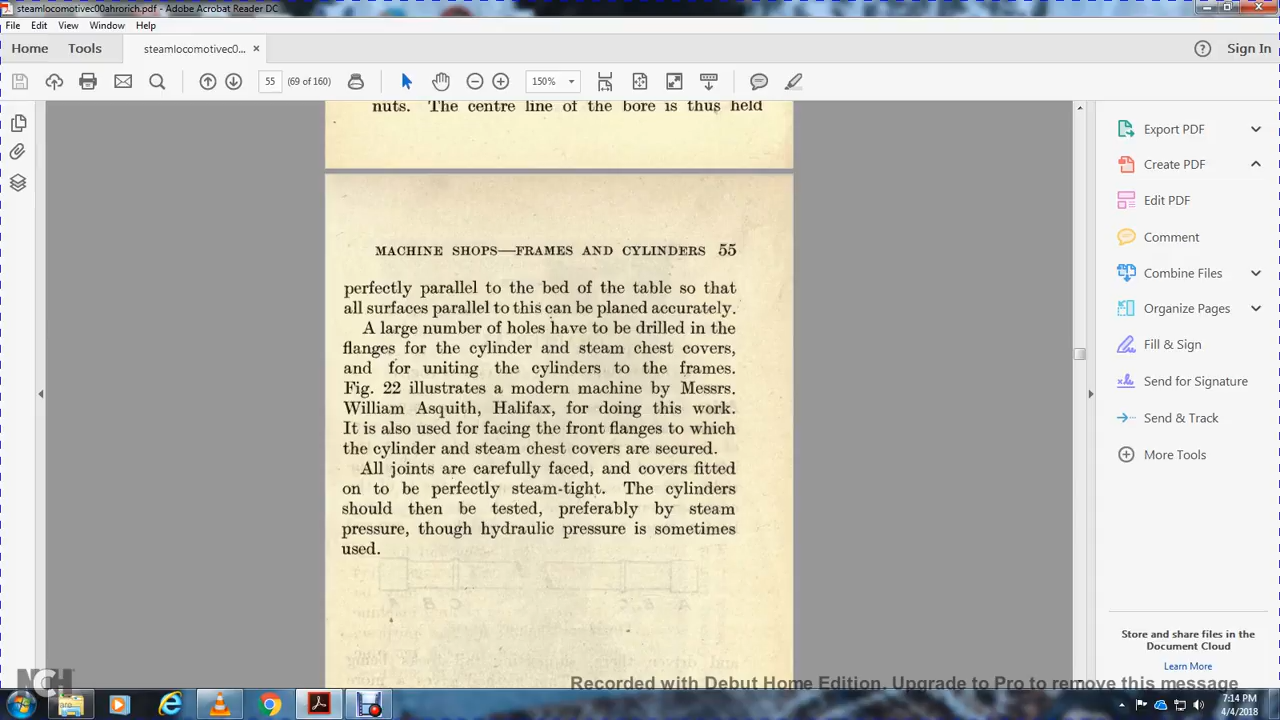 steamlocomotivec00ahrorich.pdf - Adobe Acrobat Reader DC
File Edit View Window Help
Home Tools steamlocomotivec0... × Sign In
55 (69 of 160) 150%
nuts. The centre line of the bore is thus held
MACHINE SHOPS—FRAMES AND CYLINDERS 55
perfectly parallel to the bed of the table so that
all surfaces parallel to this can be planed accurately.
A large number of holes have to be drilled in the
flanges for the cylinder and steam chest covers,
and for uniting the cylinders to the frames.
Fig. 22 illustrates a modern machine by Messrs.
William Asquith, Halifax, for doing this work.
It is also used for facing the front flanges to which
the cylinder and steam chest covers are secured.
All joints are carefully faced, and covers fitted
on to be perfectly steam-tight. The cylinders
should then be tested, preferably by steam
pressure, though hydraulic pressure is sometimes
used.
Export PDF
Create PDF
Edit PDF
Comment
Combine Files
Organize Pages
Fill & Sign
Send for Signature
Send & Track
More Tools
Store and share files in the
Document Cloud
Learn More
NCH
Recorded with Debut Home Edition. Upgrade to Pro to remove this message
7:14 PM
4/4/2018